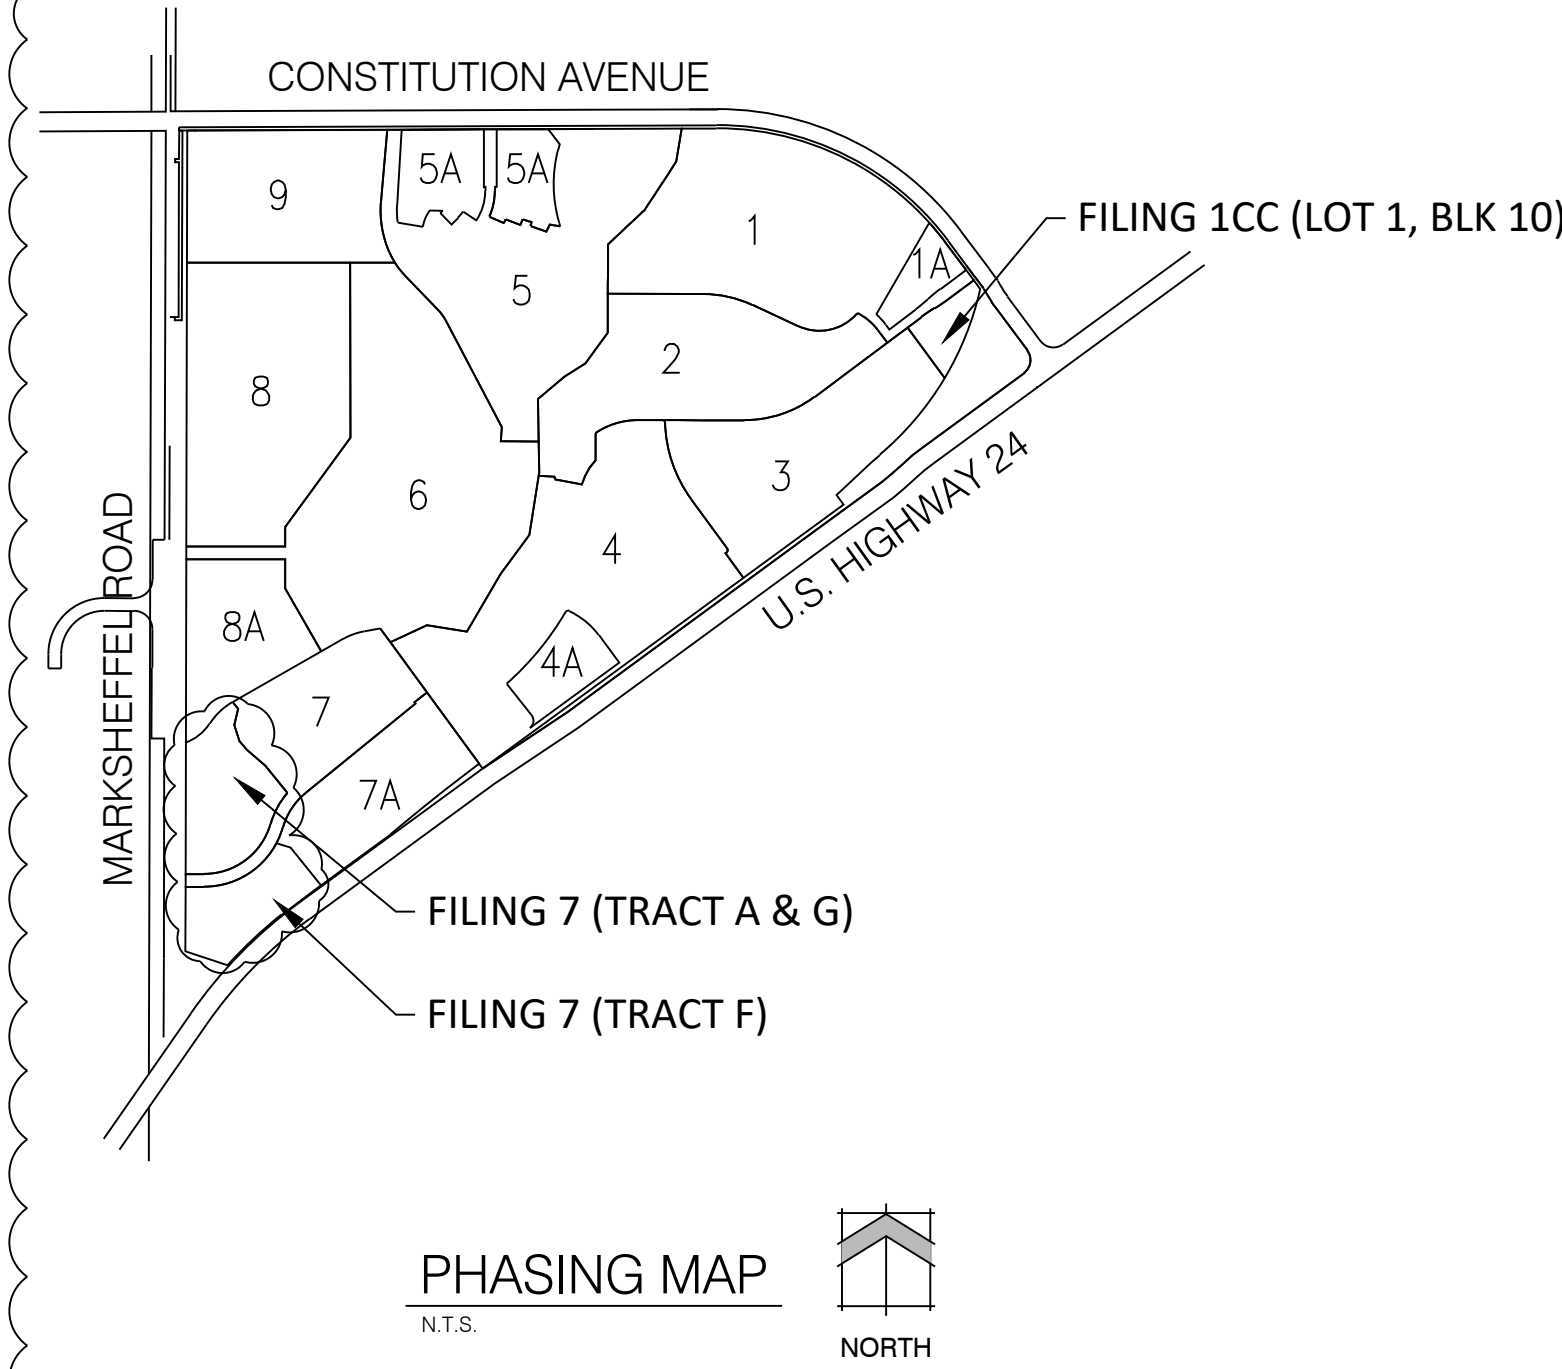 CONSTITUTION AVENUE
5A
5A
9
1
FILING 1CC (LOT 1, BLK 10)
1A
5
2
8
3
6
U.S. HIGHWAY 24
4
MARKSHEFFEL ROAD
8A
4A
7
7A
FILING 7 (TRACT A & G)
FILING 7 (TRACT F)
PHASING MAP
N.T.S.
NORTH